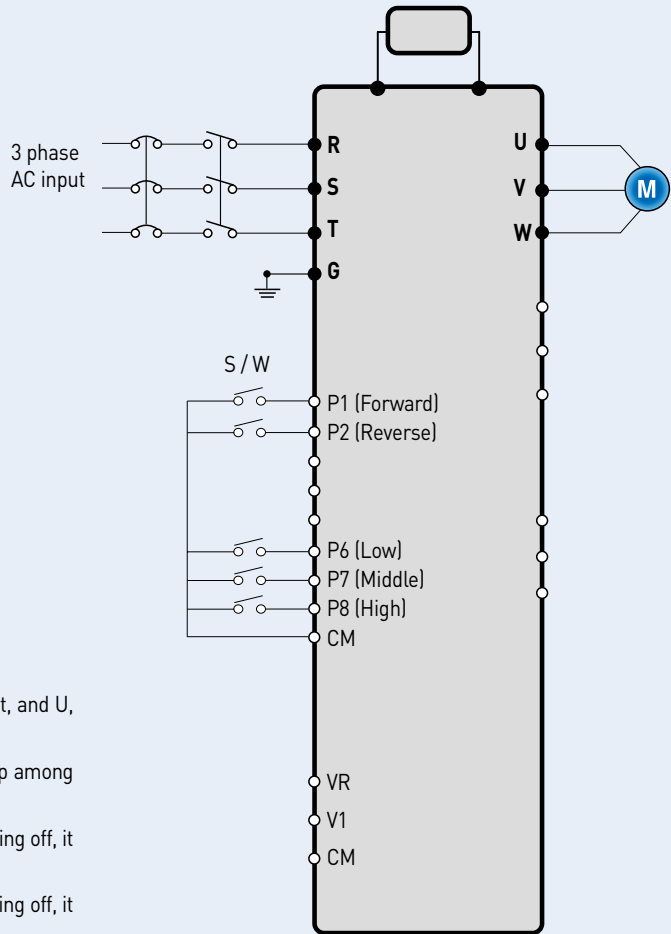 3 phase
AC input
R
S
T
G
U
V
W
M
S / W
P1 (Forward)
P2 (Reverse)
P6 (Low)
P7 (Middle)
P8 (High)
CM
VR
V1
CM
t, and U,
p among
ing off, it
ing off, it